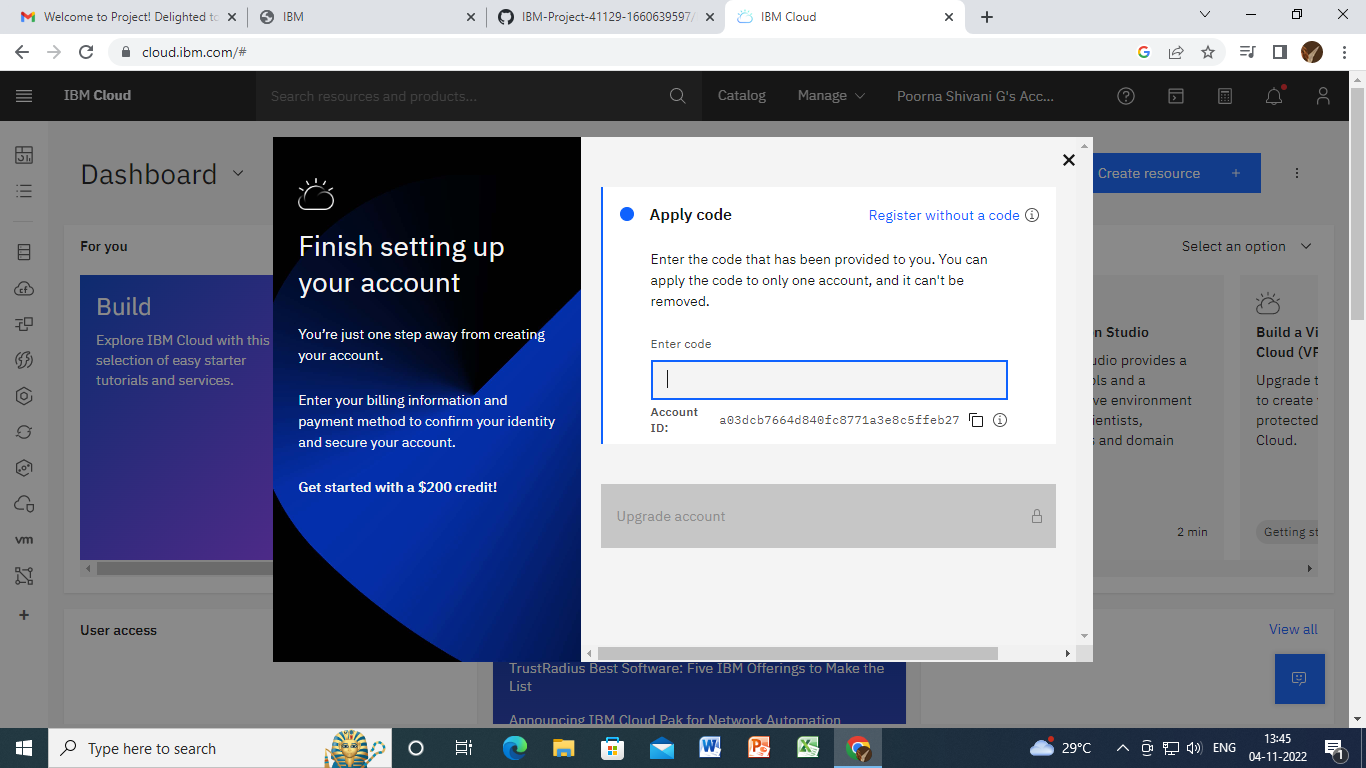 Welcome to Project! Delighted to
IBM
IBM-Project-41129-1660639597/
IBM Cloud
cloud.ibm.com/#
IBM Cloud
Search resources and products...
Catalog
Manage
Poorna Shivani G's Acc...
Dashboard
Create resource +
For you
Select an option
Build
Explore IBM Cloud with this
selection of easy starter
tutorials and services.
Finish setting up
your account
You're just one step away from creating
your account.
Enter your billing information and
payment method to confirm your identity
and secure your account.
Get started with a $200 credit!
Apply code
Register without a code
Enter the code that has been provided to you. You can
apply the code to only one account, and it can't be
removed.
Enter code
Account
ID:
a03dcb7664d840fc8771a3e8c5ffeb27
Upgrade account
n Studio
udio provides a
ols and a
ve environment
ientists,
s and domain
2 min
Build a Vi
Cloud (VP
Upgrade t
to create
protected
Cloud.
Getting st
vm
User access
View all
TrustRadius Best Software: Five IBM Offerings to Make the
List
Announcing IBM Cloud Pak for Network Automation
Type here to search
29°C
ENG
13:45
04-11-2022
1